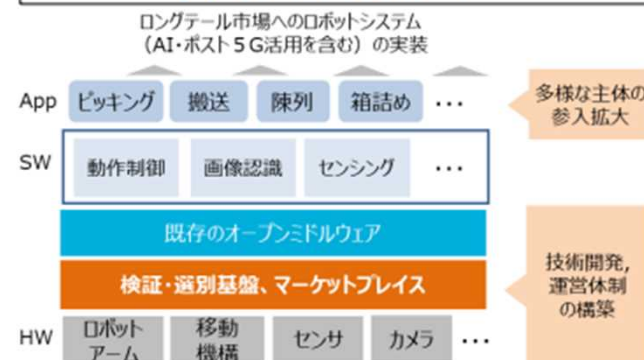 ロングテール市場へのロボットシステム
（AI・ポスト５G活用を含む）の実装
App
ピッキング
搬送
陳列
箱詰め
･･･
多様な主体の
参入拡大
SW
動作制御
画像認識
センシング
･･･
既存のオープンミドルウェア
検証・選別基盤、マーケットプレイス
技術開発,
運営体制
の構築
HW
ロボット
アーム
移動
機構
センサ
カメラ
･･･